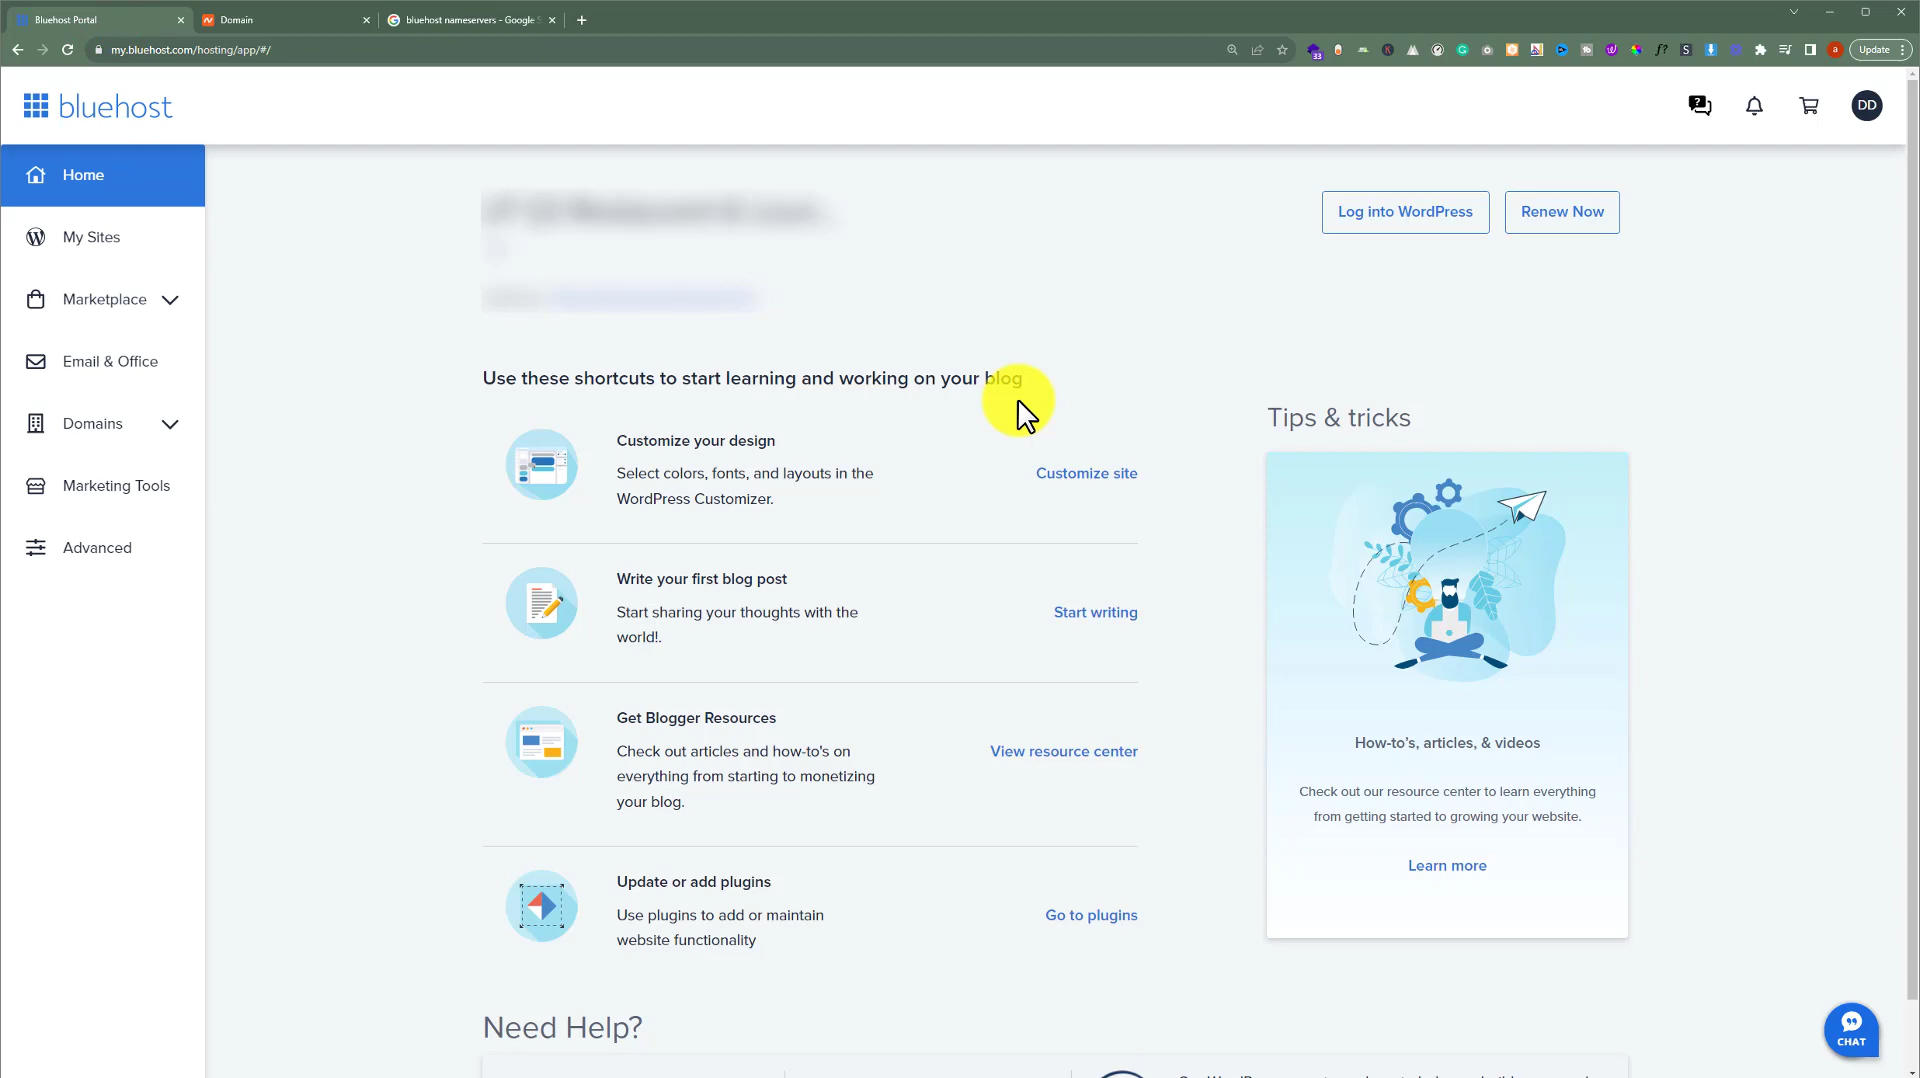 Bluehost Portal
Domain
bluehost nameservers - Google S
my.bluehost.com/hosting/app/#/
33
a
Update
bluehost
DD
Home
My Sites
Marketplace
Email & Office
Domains
Marketing Tools
Advanced
Log into WordPress
Renew Now
Use these shortcuts to start learning and working on your blog
Customize your design
Select colors, fonts, and layouts in the
WordPress Customizer.
Customize site
Write your first blog post
Start sharing your thoughts with the
world!.
Start writing
Get Blogger Resources
Check out articles and how-to's on
everything from starting to monetizing
your blog.
View resource center
Update or add plugins
Use plugins to add or maintain
website functionality
Go to plugins
Tips & tricks
How-to's, articles, & videos
Check out our resource center to learn everything
from getting started to growing your website.
Learn more
Need Help?
CHAT